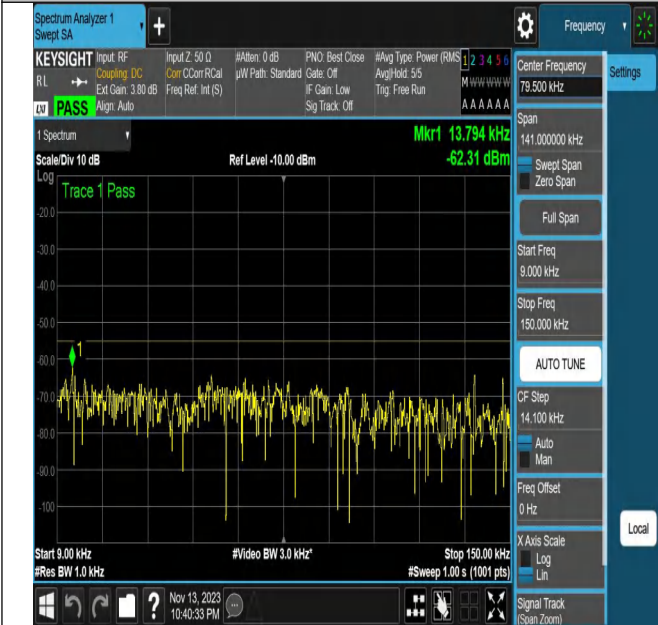 Spectrum Analyzer 1
Swept SA
+
Frequency
KEYSIGHT
RL
LXI
PASS
Input: RF
Coupling: DC
Ext Gain: 3.80 dB
Align: Auto
Input Z: 50 Ω
Corr CCorr RCal
Freq Ref: Int (S)
#Atten: 0 dB
µW Path: Standard
PNO: Best Close
Gate: Off
IF Gain: Low
Sig Track: Off
#Avg Type: Power (RMS
Avg|Hold: 5/5
Trig: Free Run
1 2 3 4 5 6
M W W W W W
A A A A A A
1 Spectrum
Scale/Div 10 dB
Ref Level -10.00 dBm
Mkr1 13.794 kHz
-62.31 dBm
Log
Trace 1 Pass
-20.0
-30.0
-40.0
-50.0
-60.0
-70.0
-80.0
-90.0
-100
1
Start 9.00 kHz
#Res BW 1.0 kHz
#Video BW 3.0 kHz*
Stop 150.00 kHz
#Sweep 1.00 s (1001 pts)
?
Nov 13, 2023
10:40:33 PM
Center Frequency
79.500 kHz
Span
141.000000 kHz
Swept Span
Zero Span
Full Span
Start Freq
9.000 kHz
Stop Freq
150.000 kHz
AUTO TUNE
CF Step
14.100 kHz
Auto
Man
Freq Offset
0 Hz
X Axis Scale
Log
Lin
Signal Track
(Span Zoom)
Settings
Local